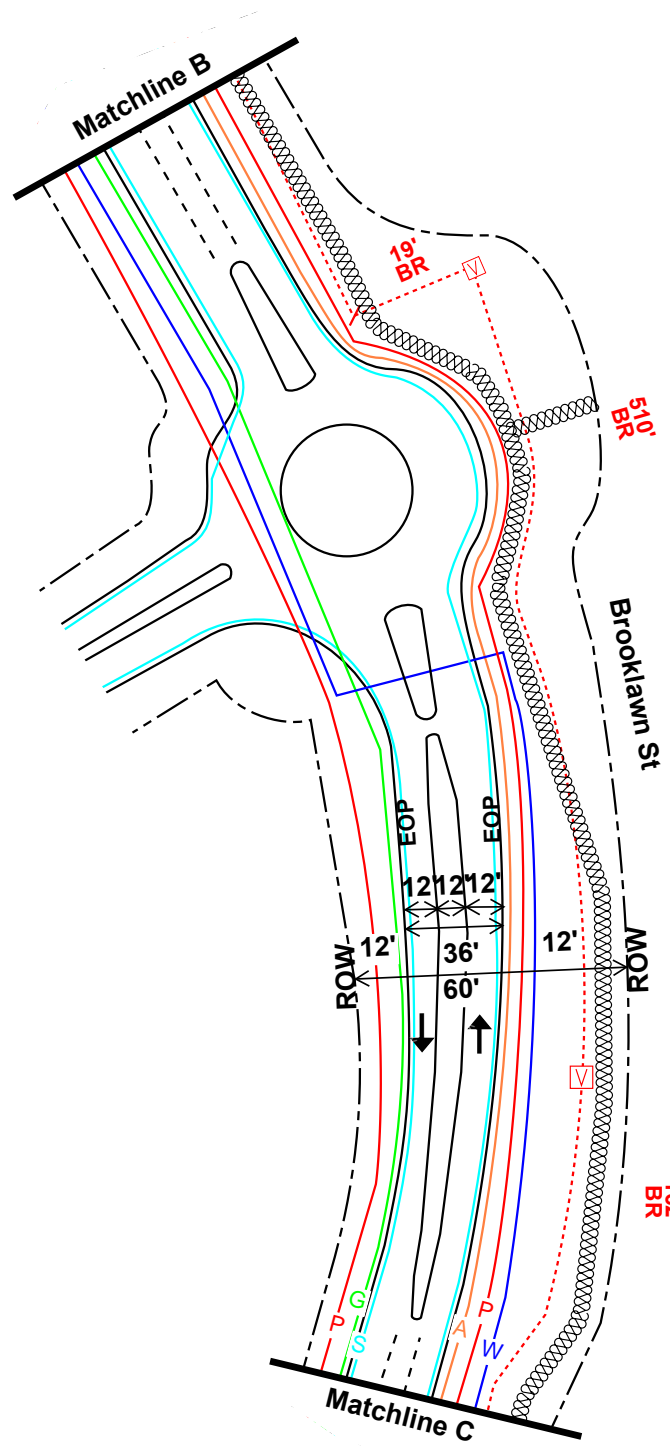 Matchline B
19'
BR
V
510'
BR
Brooklawn St
EOP
EOP
12'
12'
12'
12'
36'
12'
60'
ROW
ROW
V
BR
G
P
S
A
P
W
Matchline C